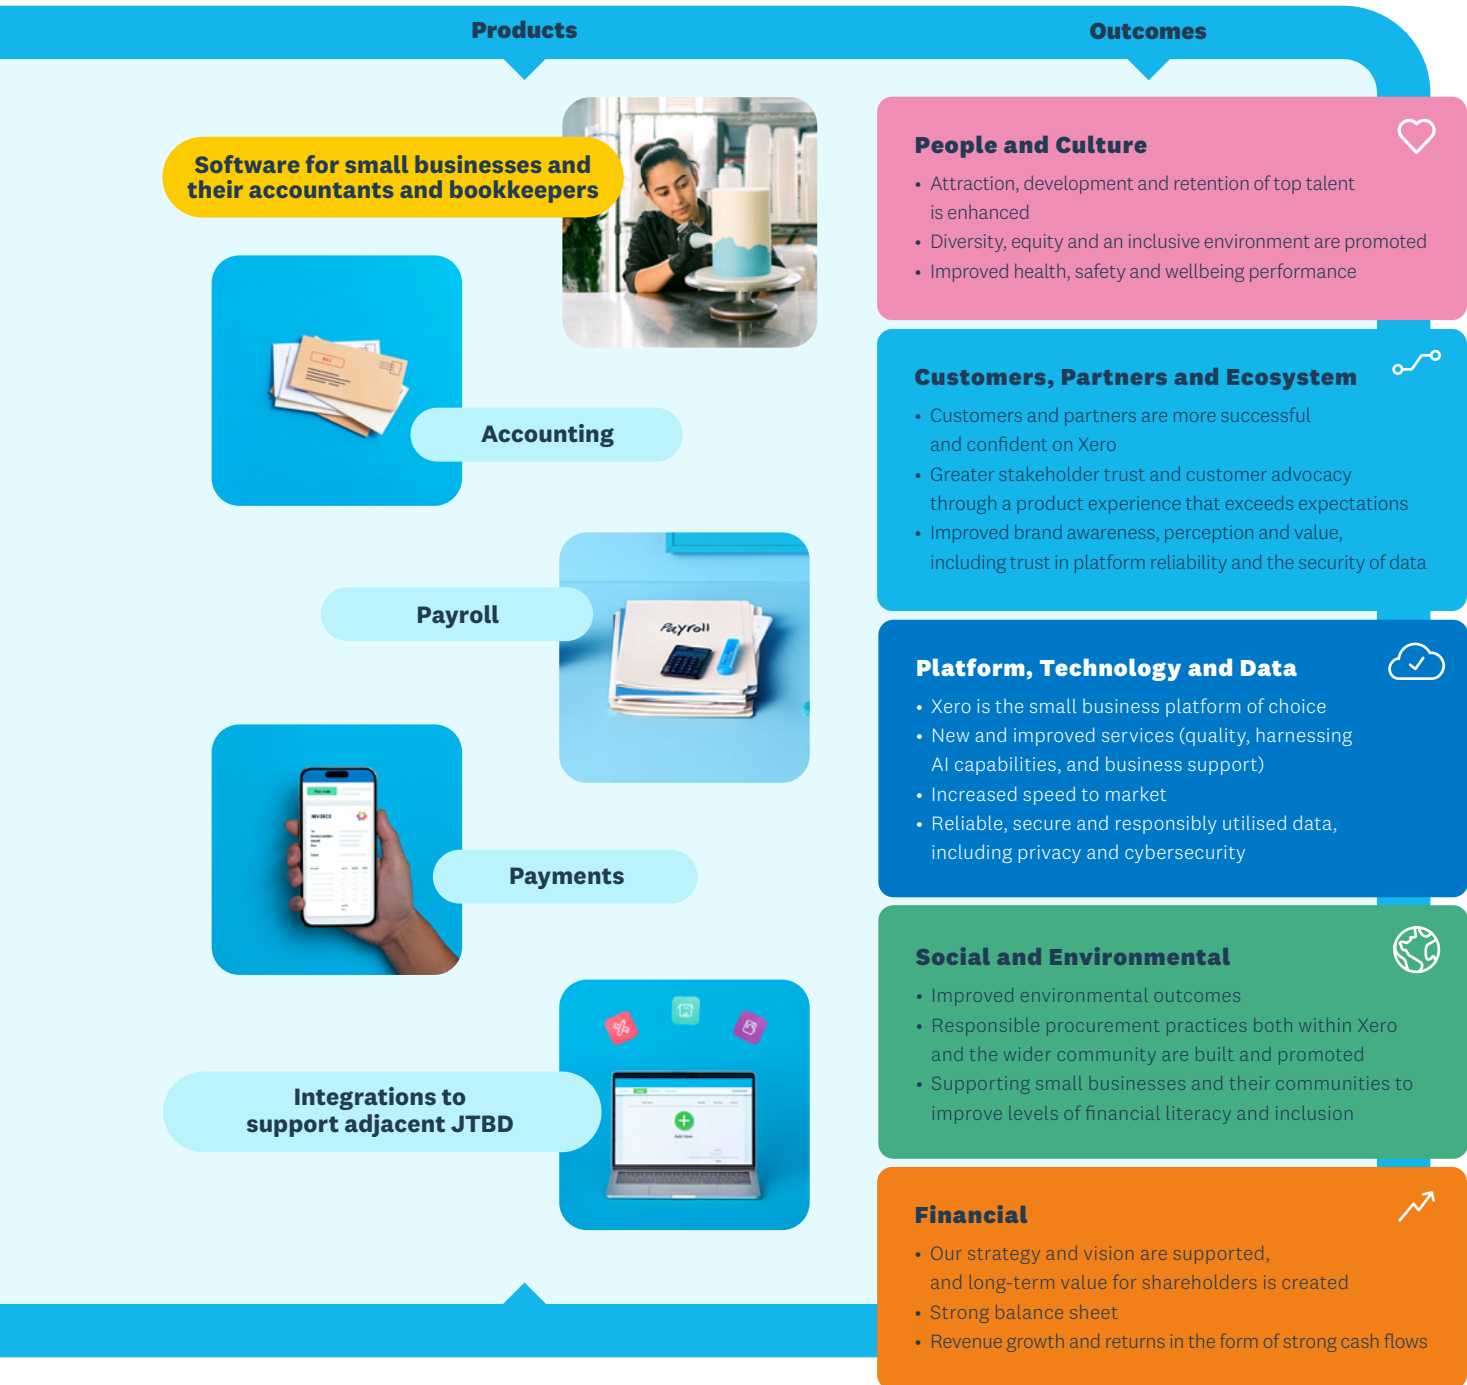 Products
Outcomes
Software for small businesses and
their accountants and bookkeepers
BILL
Accounting
Payroll
Payroll
INVOICE
Payments
Integrations to
support adjacent JTBD
People and Culture
• Attraction, development and retention of top talent
is enhanced
• Diversity, equity and an inclusive environment are promoted
• Improved health, safety and wellbeing performance
Customers, Partners and Ecosystem
• Customers and partners are more successful
and confident on Xero
• Greater stakeholder trust and customer advocacy
through a product experience that exceeds expectations
• Improved brand awareness, perception and value,
including trust in platform reliability and the security of data
Platform, Technology and Data
• Xero is the small business platform of choice
• New and improved services (quality, harnessing
AI capabilities, and business support)
• Increased speed to market
• Reliable, secure and responsibly utilised data,
including privacy and cybersecurity
Social and Environmental
• Improved environmental outcomes
• Responsible procurement practices both within Xero
and the wider community are built and promoted
• Supporting small businesses and their communities to
improve levels of financial literacy and inclusion
Financial
• Our strategy and vision are supported,
and long-term value for shareholders is created
• Strong balance sheet
• Revenue growth and returns in the form of strong cash flows